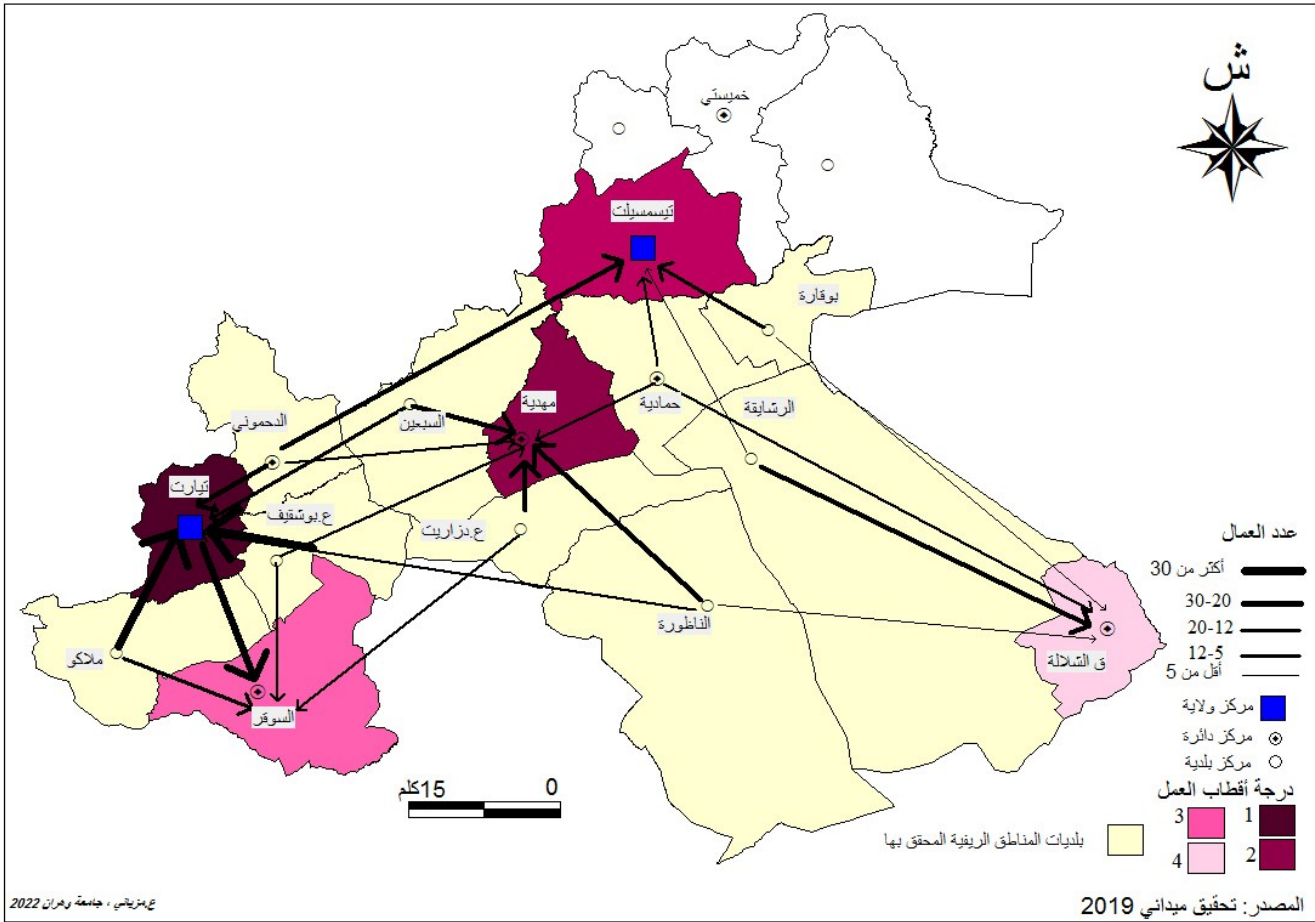 ش
خميستي
تيسمسيلت
بوقارة
الرشايقة
حمادية
مهدية
السبعين
الدحموني
تيارت
ع.بوشقيف
ع.دزاريت
الناظورة
ملاكو
السوقر
ق الشلالة
عدد العمال
أكثر من 30
30-20
20-12
12-5
أقل من 5
مركز ولاية
مركز دائرة
مركز بلدية
درجة أقطاب العمل
1
3
2
4
بلديات المناطق الريفية المحقق بها
15كلم
0
المصدر: تحقيق ميداني 2019
ع.مزياني ، جامعة وهران 2022